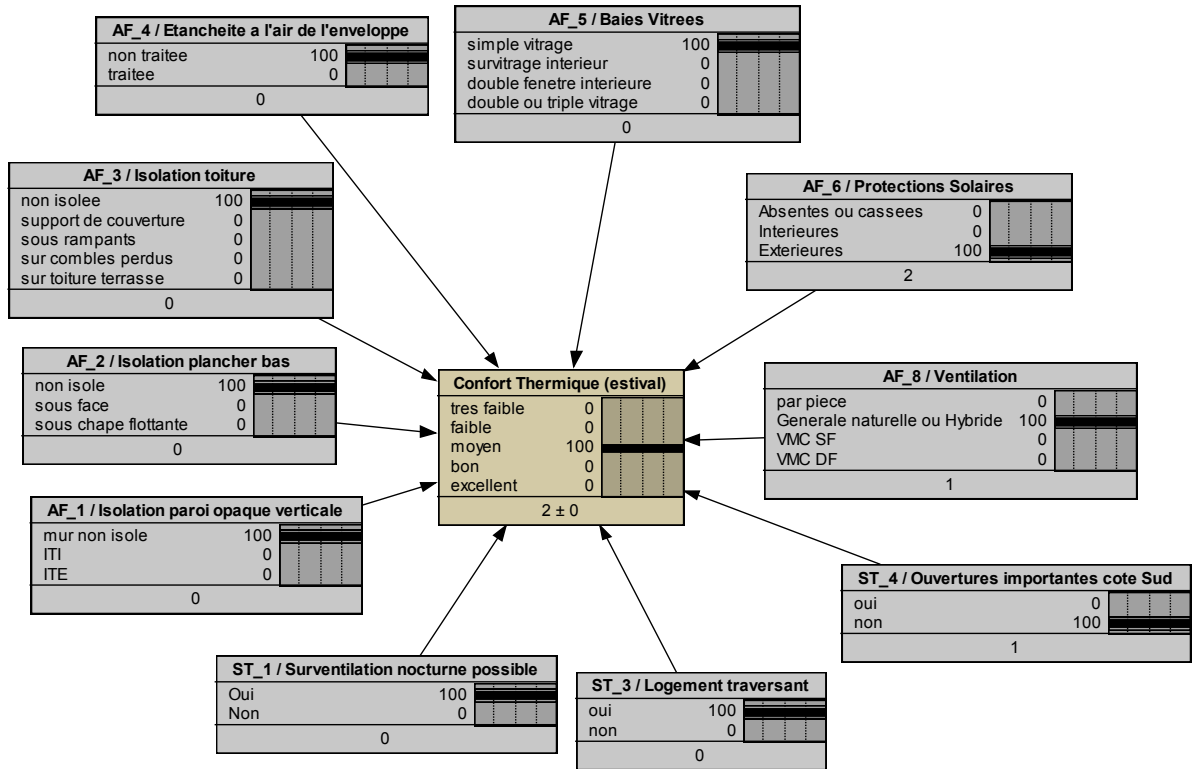 AF_4 / Etancheite a l'air de l'enveloppe
non traitee 100
traitee 0
0
AF_5 / Baies Vitrees
simple vitrage 100
survitrage interieur 0
double fenetre interieure 0
double ou triple vitrage 0
0
AF_3 / Isolation toiture
non isolee 100
support de couverture 0
sous rampants 0
sur combles perdus 0
sur toiture terrasse 0
0
AF_6 / Protections Solaires
Absentes ou cassees 0
Interieures 0
Exterieures 100
2
AF_2 / Isolation plancher bas
non isole 100
sous face 0
sous chape flottante 0
0
Confort Thermique (estival)
tres faible 0
faible 0
moyen 100
bon 0
excellent 0
2 ± 0
AF_8 / Ventilation
par piece 0
Generale naturelle ou Hybride 100
VMC SF 0
VMC DF 0
1
AF_1 / Isolation paroi opaque verticale
mur non isole 100
ITI 0
ITE 0
0
ST_4 / Ouvertures importantes cote Sud
oui 0
non 100
1
ST_1 / Surventilation nocturne possible
Oui 100
Non 0
0
ST_3 / Logement traversant
oui 100
non 0
0